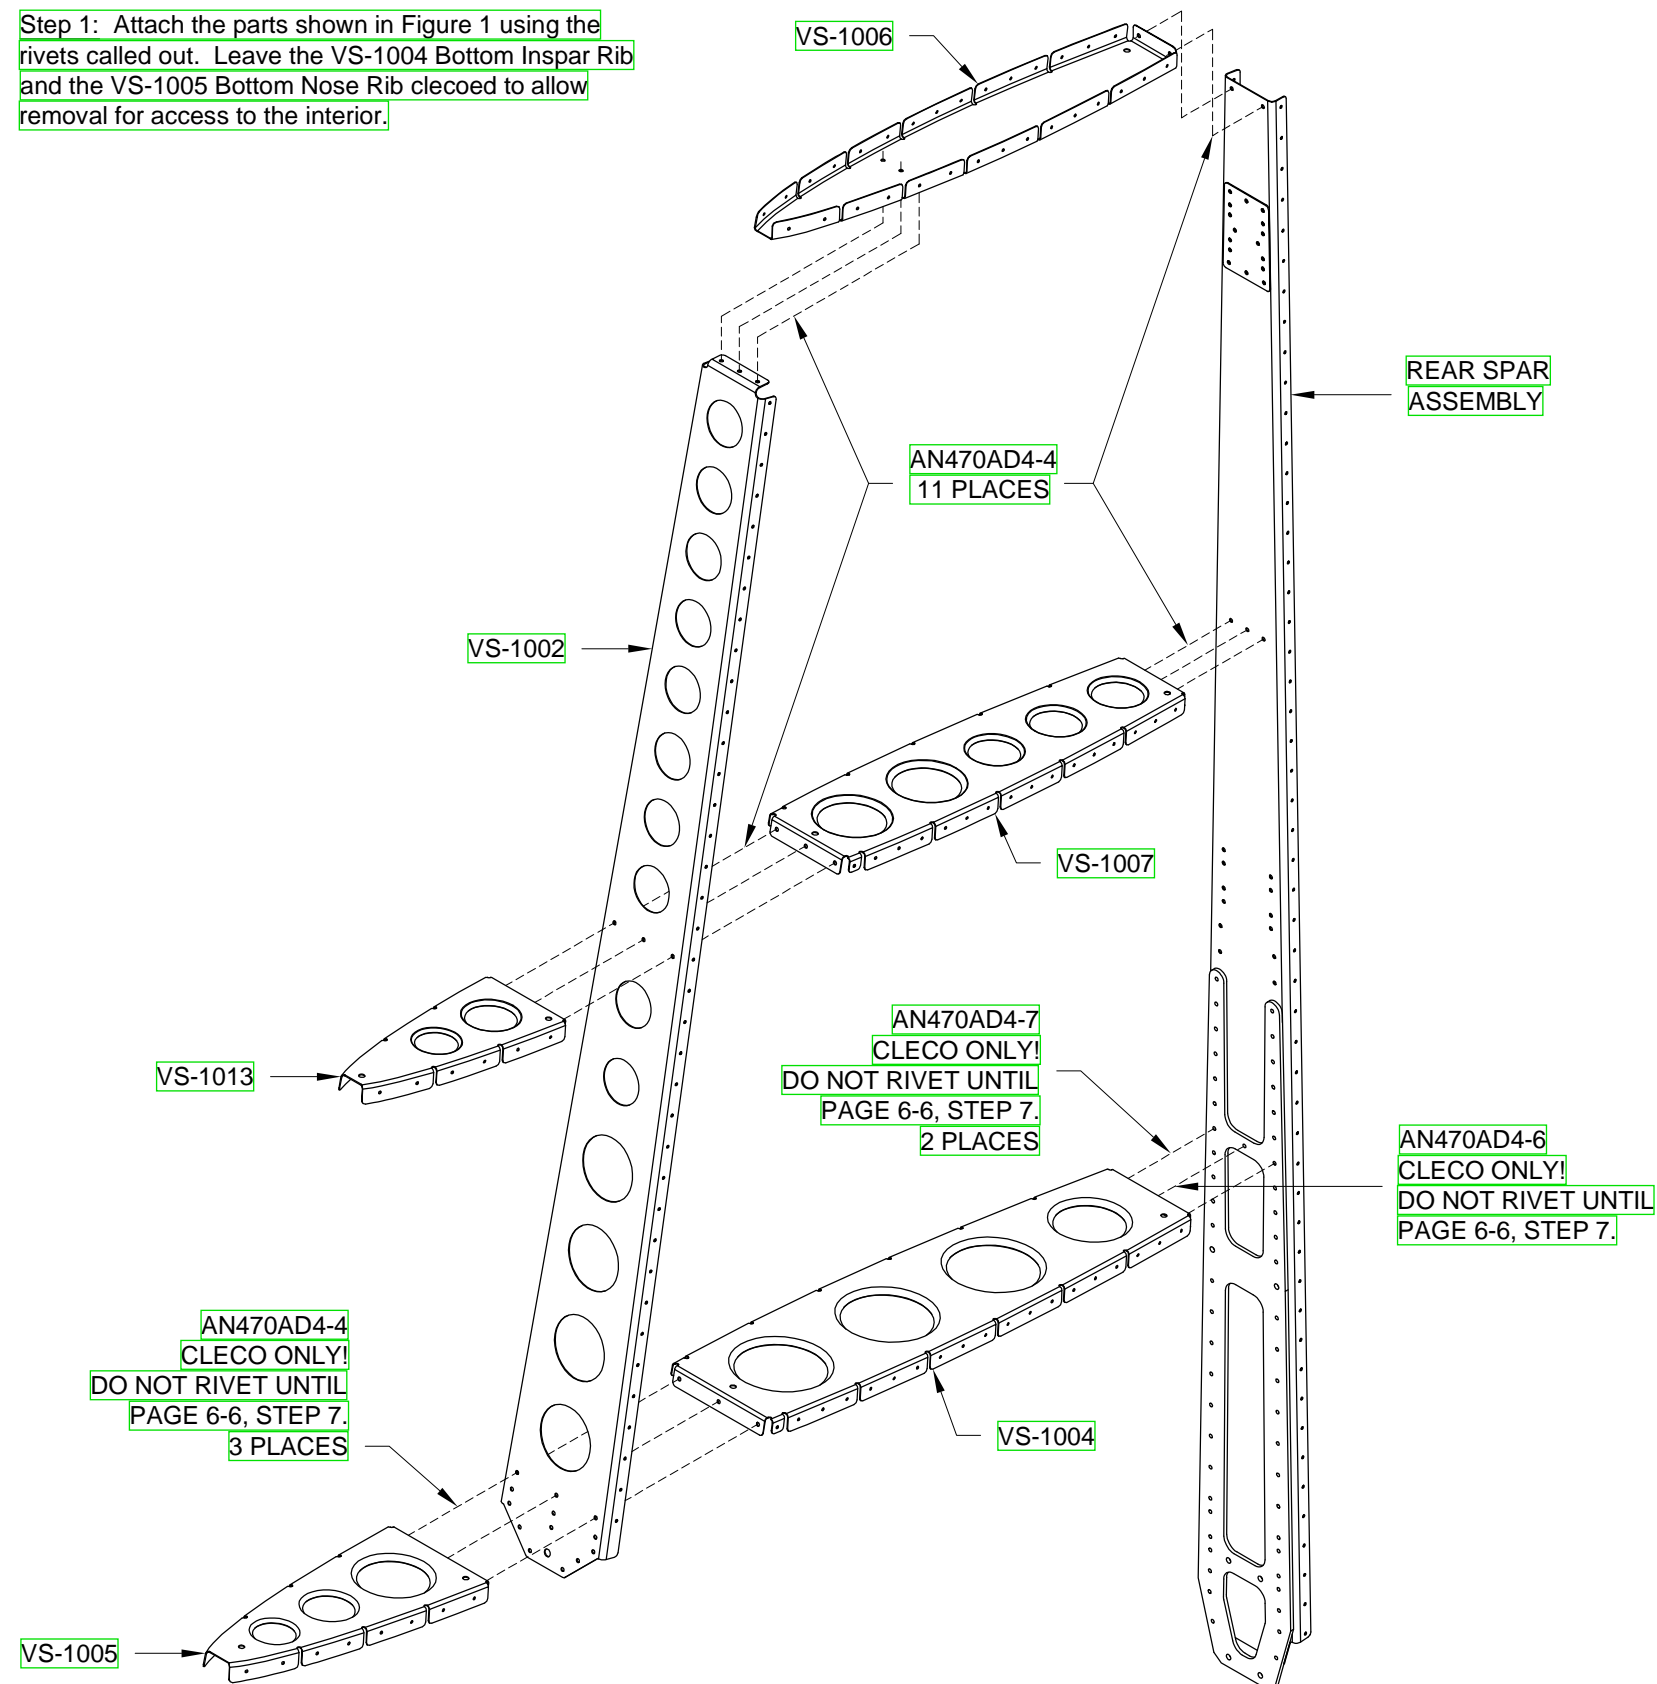 Step 1: Attach the parts shown in Figure 1 using the
rivets called out. Leave the VS-1004 Bottom Inspar Rib
and the VS-1005 Bottom Nose Rib clecoed to allow
removal for access to the interior.
VS-1006
REAR SPAR
ASSEMBLY
AN470AD4-4
11 PLACES
VS-1002
VS-1007
VS-1013
AN470AD4-7
CLECO ONLY!
DO NOT RIVET UNTIL
PAGE 6-6, STEP 7.
2 PLACES
AN470AD4-6
CLECO ONLY!
DO NOT RIVET UNTIL
PAGE 6-6, STEP 7.
AN470AD4-4
CLECO ONLY!
DO NOT RIVET UNTIL
PAGE 6-6, STEP 7.
3 PLACES
VS-1004
VS-1005